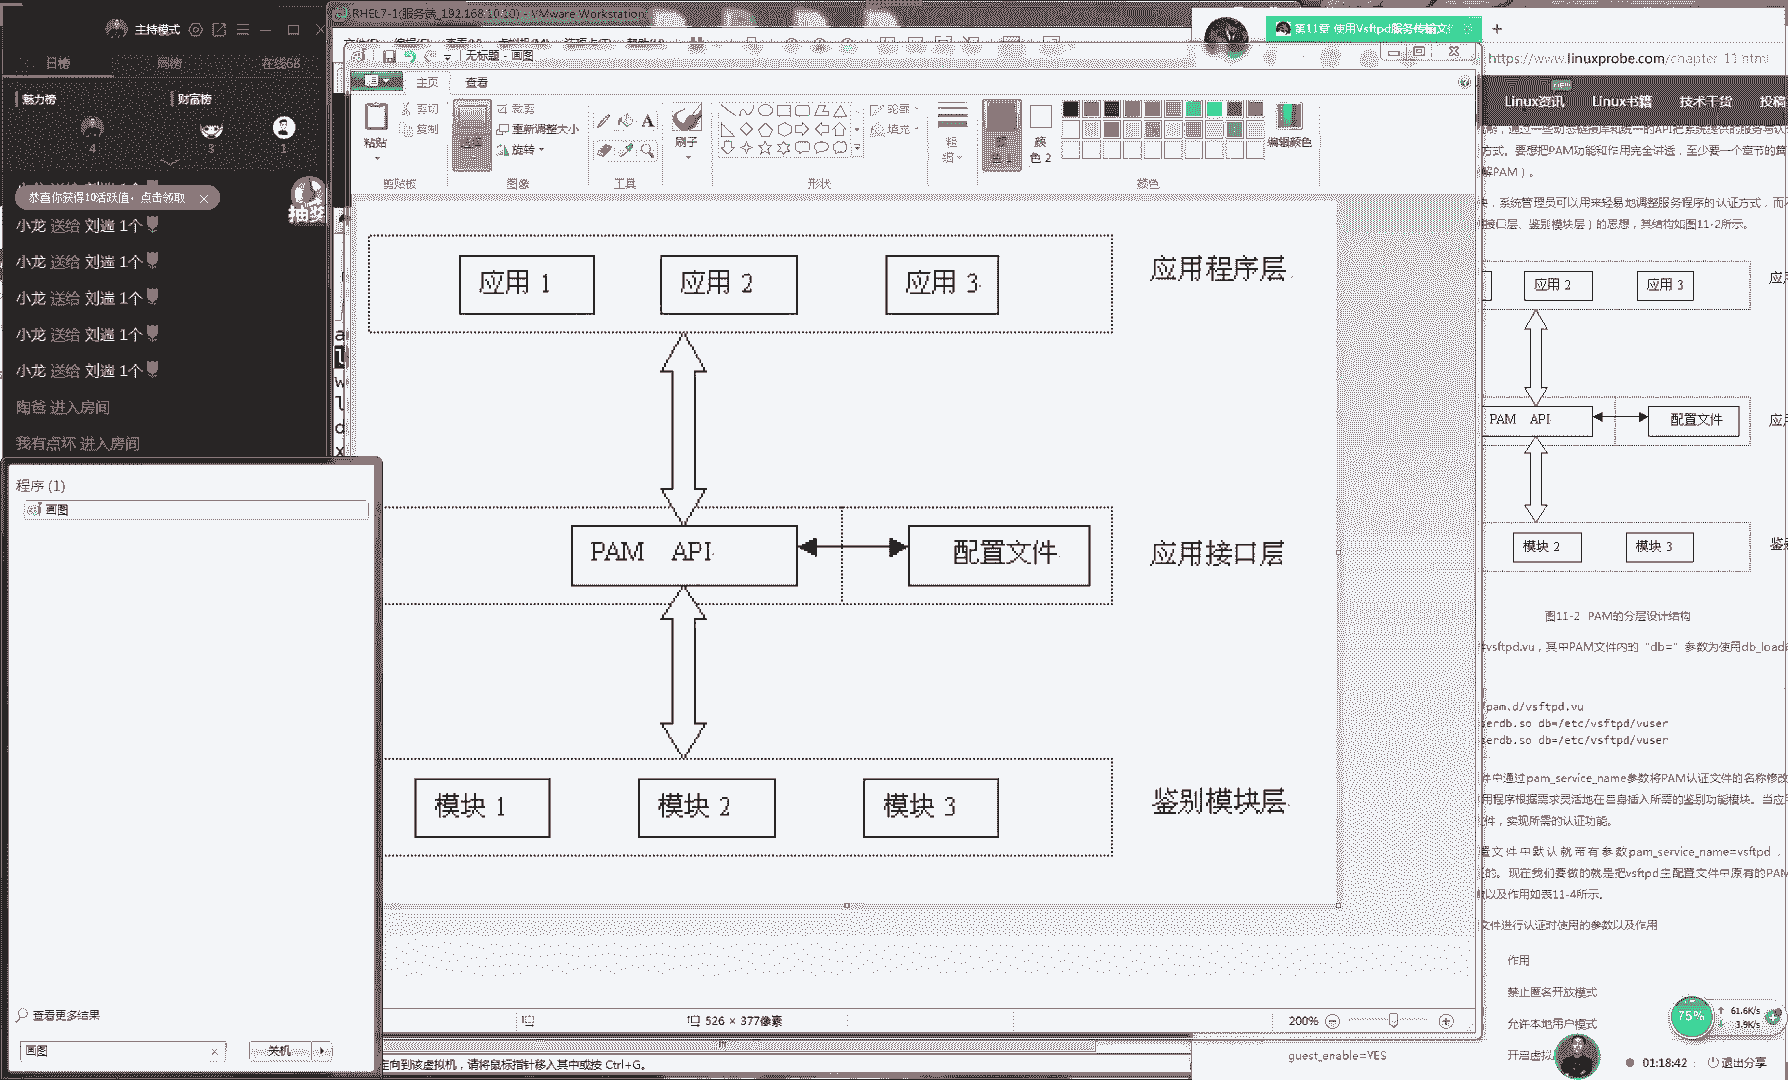 主持模式
日榜
周榜
在线68
魅力榜
财富榜
4
3
1
恭喜你获得10活跃值，点击领取
抽奖
小龙 送给 刘遄 1个
小龙 送给 刘遄 1个
小龙 送给 刘遄 1个
小龙 送给 刘遄 1个
小龙 送给 刘遄 1个
陶爸 进入房间
我有点坏 进入房间
程序 (1)
画图
查看更多结果
画图
关机
RHEL7-1(服务端_192.168.10.10) - VMware Workstation
无标题 - 画图
主页
查看
粘贴
剪切
复制
剪贴板
选择
裁剪
重新调整大小
旋转
图像
工具
刷子
形状
轮廓
填充
粗细
颜色 1
颜色 2
颜色
编辑颜色
应用 1
应用 2
应用 3
应用程序层
PAM API
配置文件
应用接口层
模块 1
模块 2
模块 3
鉴别模块层
526 × 377像素
200%
定向到该虚拟机，请将鼠标指针移入其中或按 Ctrl+G。
第11章 使用Vsftpd服务传输文
https://www.linuxprobe.com/chapter-11.html
Linux资讯
Linux书籍
技术干货
投稿
方式。要想把PAM功能和作用完全讲透，至少要一个章节的篇
解PAM）。
，系统管理员可以用来轻易地调整服务程序的认证方式，而不
接口层、鉴别模块层）的思想，其结构如图11-2所示。
应用 2
应用 3
PAM API
配置文件
模块 2
模块 3
图11-2 PAM的分层设计结构
vsftpd.vu，其中PAM文件内的“db=”参数为使用db_load
pam.d/vsftpd.vu
erdb.so db=/etc/vsftpd/vuser
erdb.so db=/etc/vsftpd/vuser
件中通过pam_service_name参数将PAM认证文件的名称修改
用程序根据需求灵活地在自身插入所需的鉴别功能模块。当应
件，实现所需的认证功能。
置文件中默认就带有参数pam_service_name=vsftpd，
的。现在我们要做的就是把vsftpd主配置文件中原有的PAM
以及作用如表11-4所示。
文件进行认证时使用的参数以及作用
作用
禁止匿名开放模式
允许本地用户模式
guest_enable=YES
开启虚拟
75%
61.6K/s
3.9K/s
01:18:42
退出分享